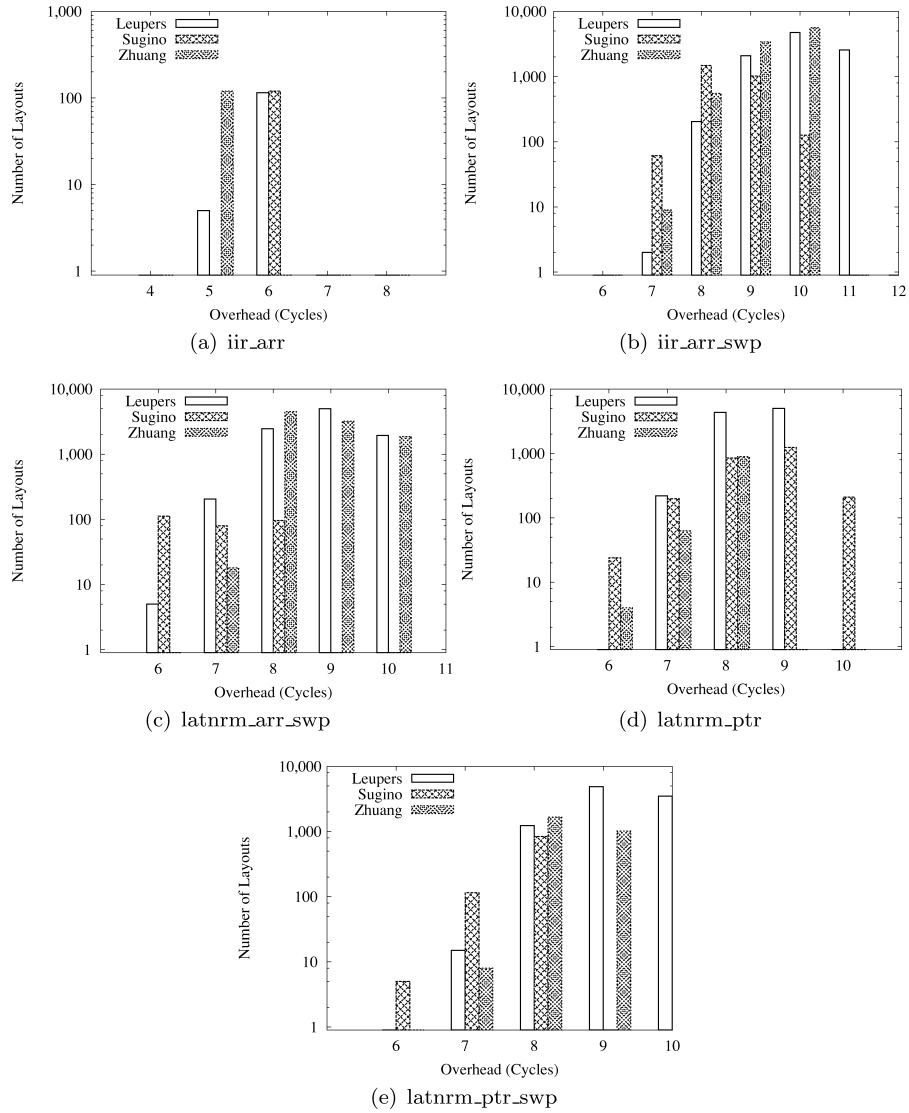 1,000
100
10
1
Number of Layouts
Leupers
Sugino
Zhuang
4 5 6 7 8
Overhead (Cycles)
(a) iir_arr
10,000
1,000
100
10
1
Number of Layouts
Leupers
Sugino
Zhuang
6 7 8 9 10 11 12
Overhead (Cycles)
(b) iir_arr_swp
10,000
1,000
100
10
1
Number of Layouts
Leupers
Sugino
Zhuang
6 7 8 9 10 11
Overhead (Cycles)
(c) latnrm_arr_swp
10,000
1,000
100
10
1
Number of Layouts
Leupers
Sugino
Zhuang
6 7 8 9 10
Overhead (Cycles)
(d) latnrm_ptr
10,000
1,000
100
10
1
Number of Layouts
Leupers
Sugino
Zhuang
6 7 8 9 10
Overhead (Cycles)
(e) latnrm_ptr_swp